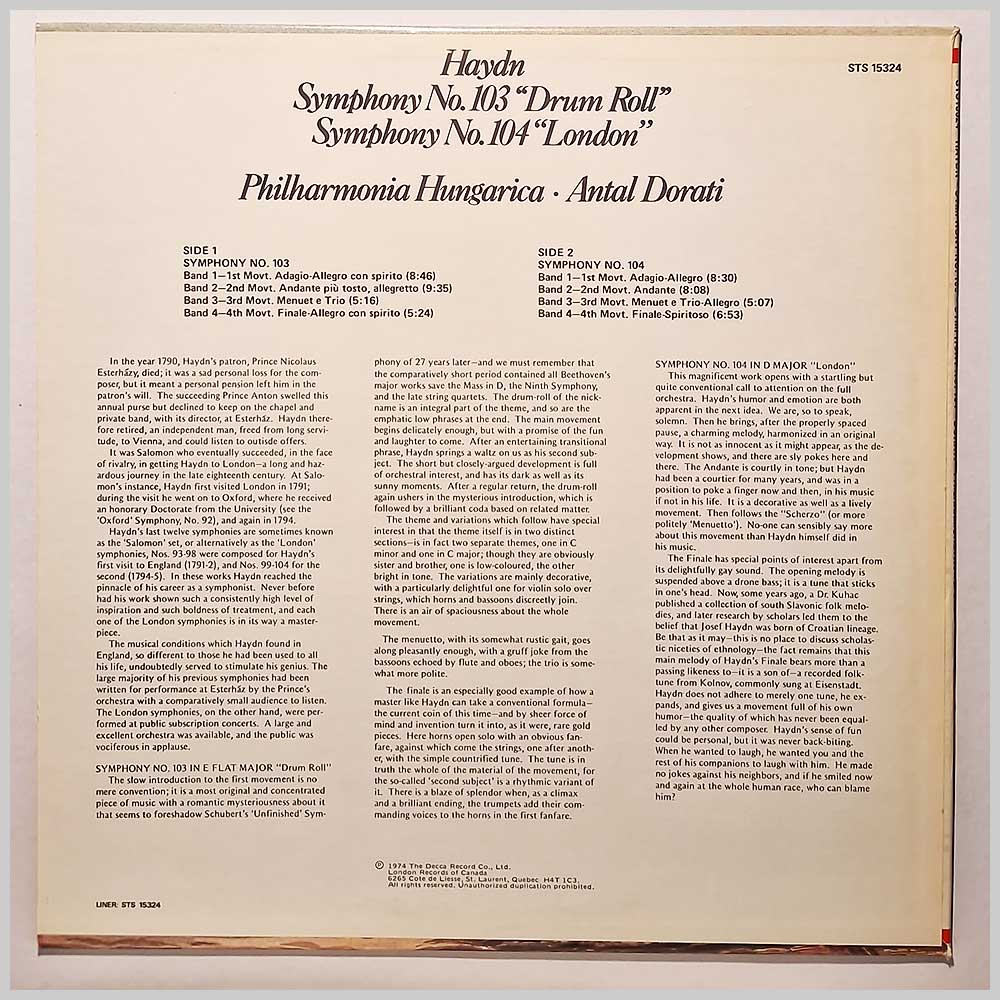 Haydn
Symphony No. 103 “Drum Roll”
Symphony No. 104 “London”
Philharmonia Hungarica · Antal Dorati
STS 15324
SIDE 1
SYMPHONY NO. 103
Band 1—1st Movt. Adagio-Allegro con spirito (8:46)
Band 2—2nd Movt. Andante più tosto, allegretto (9:35)
Band 3—3rd Movt. Menuet e Trio (5:16)
Band 4—4th Movt. Finale-Allegro con spirito (5:24)
SIDE 2
SYMPHONY NO. 104
Band 1—1st Movt. Adagio-Allegro (8:30)
Band 2—2nd Movt. Andante (8:08)
Band 3—3rd Movt. Menuet e Trio-Allegro (5:07)
Band 4—4th Movt. Finale-Spiritoso (6:53)
In the year 1790, Haydn's patron, Prince Nicolaus
Esterházy, died; it was a sad personal loss for the com-
poser, but it meant a personal pension left him in the
patron's will. The succeeding Prince Anton swelled this
annual purse but declined to keep on the chapel and
private band, with its director, at Esterház. Haydn there-
fore retired, an independent man, freed from long servi-
tude, to Vienna, and could listen to outisde offers.
It was Salomon who eventually succeeded, in the face
of rivalry, in getting Haydn to London—a long and haz-
ardous journey in the late eighteenth century. At Salo-
mon's instance, Haydn first visited London in 1791;
during the visit he went on to Oxford, where he received
an honorary Doctorate from the University (see the
'Oxford' Symphony, No. 92), and again in 1794.
Haydn's last twelve symphonies are sometimes known
as the 'Salomon' set, or alternatively as the 'London'
symphonies, Nos. 93-98 were composed for Haydn's
first visit to England (1791-2), and Nos. 99-104 for the
second (1794-5). In these works Haydn reached the
pinnacle of his career as a symphonist. Never before
had his work shown such a consistently high level of
inspiration and such boldness of treatment, and each
one of the London symphonies is in its way a master-
piece.
The musical conditions which Haydn found in
England, so different to those he had been used to all
his life, undoubtedly served to stimulate his genius. The
large majority of his previous symphonies had been
written for performance at Esterház by the Prince's
orchestra with a comparatively small audience to listen.
The London symphonies, on the other hand, were per-
formed at public subscription concerts. A large and
excellent orchestra was available, and the public was
vociferous in applause.
SYMPHONY NO. 103 IN E FLAT MAJOR "Drum Roll"
The slow introduction to the first movement is no
mere convention; it is a most original and concentrated
piece of music with a romantic mysteriousness about it
that seems to foreshadow Schubert's 'Unfinished' Sym-
phony of 27 years later—and we must remember that
the comparatively short period contained all Beethoven's
major works save the Mass in D, the Ninth Symphony,
and the late string quartets. The drum-roll of the nick-
name is an integral part of the theme, and so are the
emphatic low phrases at the end. The main movement
begins delicately enough, but with a promise of the fun
and laughter to come. After an entertaining transitional
phrase, Haydn springs a waltz on us as his second sub-
ject. The short but closely-argued development is full
of orchestral interest, and has its dark as well as its
sunny moments. After a regular return, the drum-roll
again ushers in the mysterious introduction, which is
followed by a brilliant coda based on related matter.
The theme and variations which follow have special
interest in that the theme itself is in two distinct
sections—is in fact two separate themes, one in C
minor and one in C major; though they are obviously
sister and brother, one is low-coloured, the other
bright in tone. The variations are mainly decorative,
with a particularly delightful one for violin solo over
strings, which horns and bassoons discreetly join.
There is an air of spaciousness about the whole
movement.
The menuetto, with its somewhat rustic gait, goes
along pleasantly enough, with a gruff joke from the
bassoons echoed by flute and oboes; the trio is some-
what more polite.
The finale is an especially good example of how a
master like Haydn can take a conventional formula—
the current coin of this time—and by sheer force of
mind and invention turn it into, as it were, rare gold
pieces. Here horns open solo with an obvious fan-
fare, against which come the strings, one after anoth-
er, with the simple countrified tune. The tune is in
truth the whole of the material of the movement, for
the so-called 'second subject' is a rhythmic variant of
it. There is a blaze of splendor when, as a climax
and a brilliant ending, the trumpets add their com-
manding voices to the horns in the first fanfare.
SYMPHONY NO. 104 IN D MAJOR "London"
This magnificent work opens with a startling but
quite conventional call to attention on the full
orchestra. Haydn's humor and emotion are both
apparent in the next idea. We are, so to speak,
solemn. Then he brings, after the properly spaced
pause, a charming melody, harmonized in an original
way. It is not as innocent as it might appear, as the de-
velopment shows, and there are sly pokes here and
there. The Andante is courtly in tone; but Haydn
had been a courtier for many years, and was in a
position to poke a finger now and then, in his music
if not in his life. It is a decorative as well as a lively
movement. Then follows the "Scherzo" (or more
politely 'Menuetto'). No-one can sensibly say more
about this movement than Haydn himself did in
his music.
The Finale has special points of interest apart from
its delightfully gay sound. The opening melody is
suspended above a drone bass; it is a tune that sticks
in one's head. Now, some years ago, a Dr. Kuhac
published a collection of south Slavonic folk melo-
dies, and later research by scholars led them to the
belief that Josef Haydn was born of Croatian lineage.
Be that as it may—this is no place to discuss scholas-
tic niceties of ethnology—the fact remains that this
main melody of Haydn's Finale bears more than a
passing likeness to—it is a son of—a recorded folk-
tune from Kolnov, commonly sung at Eisenstadt.
Haydn does not adhere to merely one tune, he ex-
pands, and gives us a movement full of his own
humor—the quality of which has never been equal-
led by any other composer. Haydn's sense of fun
could be personal, but it was never back-biting.
When he wanted to laugh, he wanted you and the
rest of his companions to laugh with him. He made
no jokes against his neighbors, and if he smiled now
and again at the whole human race, who can blame
him?
℗ 1974 The Decca Record Co., Ltd.
London Records of Canada
6265 Cote de Liesse, St. Laurent, Quebec H4T 1C3.
All rights reserved. Unauthorized duplication prohibited.
LINER: STS 15324